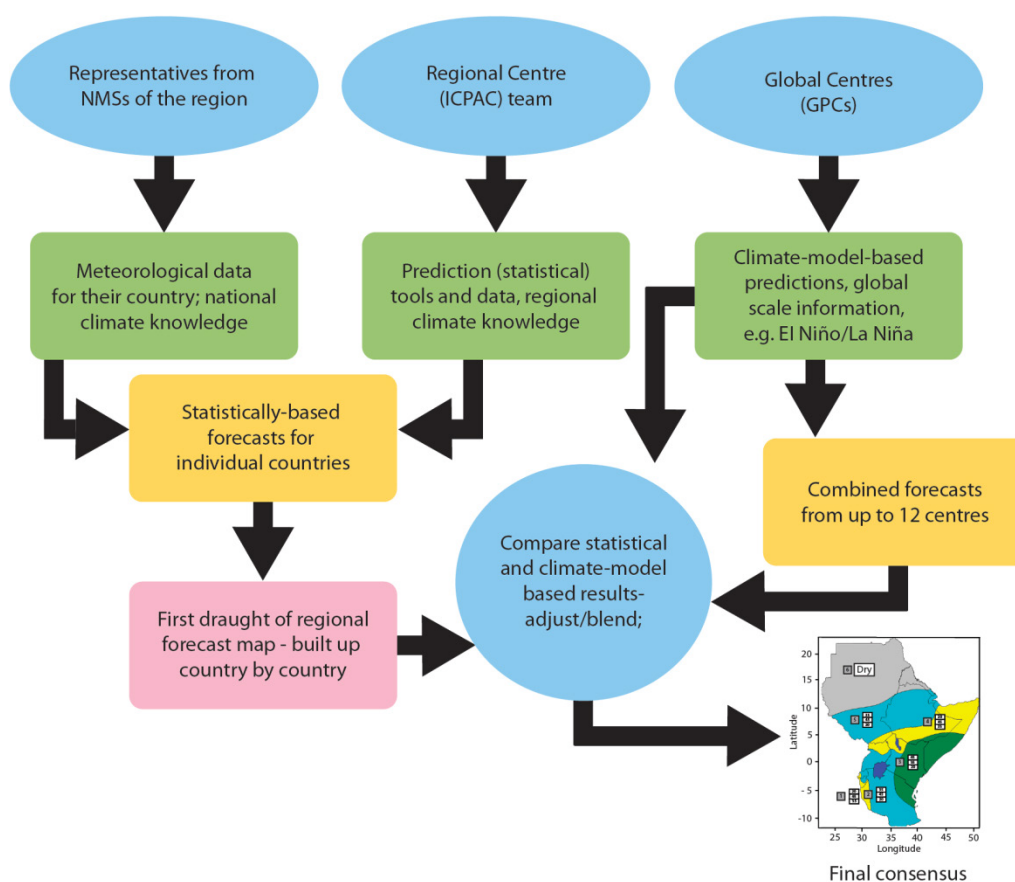 Representatives from
NMSs of the region
Regional Centre
(ICPAC) team
Global Centres
(GPCs)
Meteorological data
for their country; national
climate knowledge
Prediction (statistical)
tools and data, regional
climate knowledge
Climate-model-based
predictions, global
scale information,
e.g. El Niño/La Niña
Statistically-based
forecasts for
individual countries
Combined forecasts
from up to 12 centres
Compare statistical
and climate-model
based results-
adjust/blend;
First draught of regional
forecast map - built up
country by country
Dry
Latitude
20
15
10
5
0
- 5
-10
25 30 35 40 45 50
Longitude
Final consensus